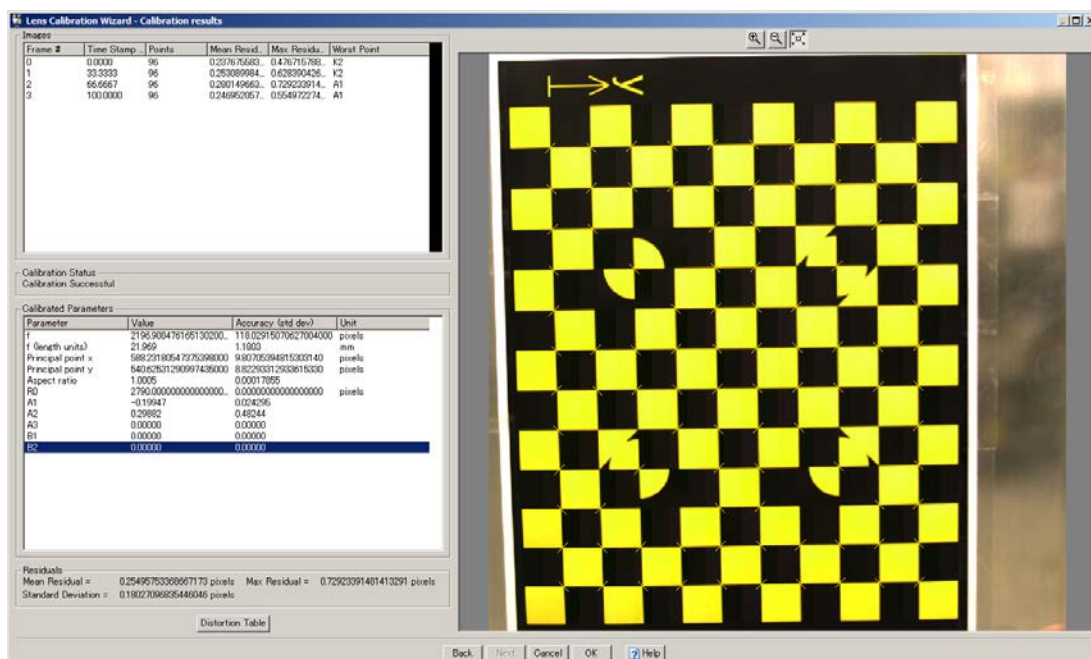 Lens Calibration Wizard - Calibration results
Images
Frame # Time Stamp ... Points Mean Resid... Max Residu... Worst Point
0 0.0000 96 0.237675583... 0.476715788... K2
1 33.3333 96 0.253089984... 0.628390426... K2
2 66.6667 96 0.280149663... 0.729233914... A1
3 100.0000 96 0.246952057... 0.554972274... A1
Calibration Status
Calibration Successful
Calibrated Parameters
Parameter Value Accuracy (std dev) Unit
f 2196.908476165130200... 118.02915070627004000 pixels
f (length units) 21.969 1.1803 mm
Principal point x 588.23180547375398000 9.80705394815303140 pixels
Principal point y 540.62531290997435000 8.82293312933615330 pixels
Aspect ratio 1.0005 0.00017855
R0 2790.000000000000000... 0.00000000000000000 pixels
A1 -0.19947 0.024295
A2 0.29882 0.48244
A3 0.00000 0.00000
B1 0.00000 0.00000
B2 0.00000 0.00000
Residuals
Mean Residual = 0.25495753368667173 pixels Max Residual = 0.72923391481413291 pixels
Standard Deviation = 0.18027096835446046 pixels
Distortion Table
Back Next Cancel OK Help